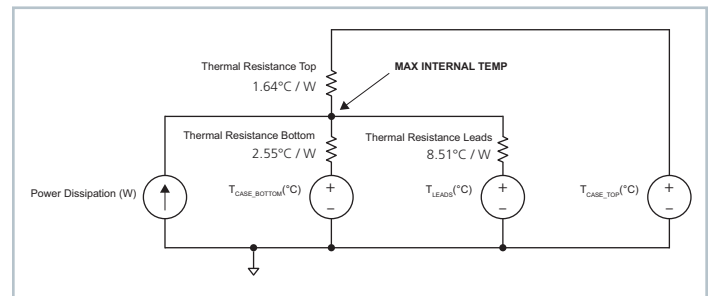 Thermal Resistance Top
1.64°C / W
MAX INTERNAL TEMP
Thermal Resistance Bottom
2.55°C / W
Thermal Resistance Leads
8.51°C / W
Power Dissipation (W)
T_CASE_BOTTOM(°C)
+
–
T_LEADS(°C)
+
–
T_CASE_TOP(°C)
+
–